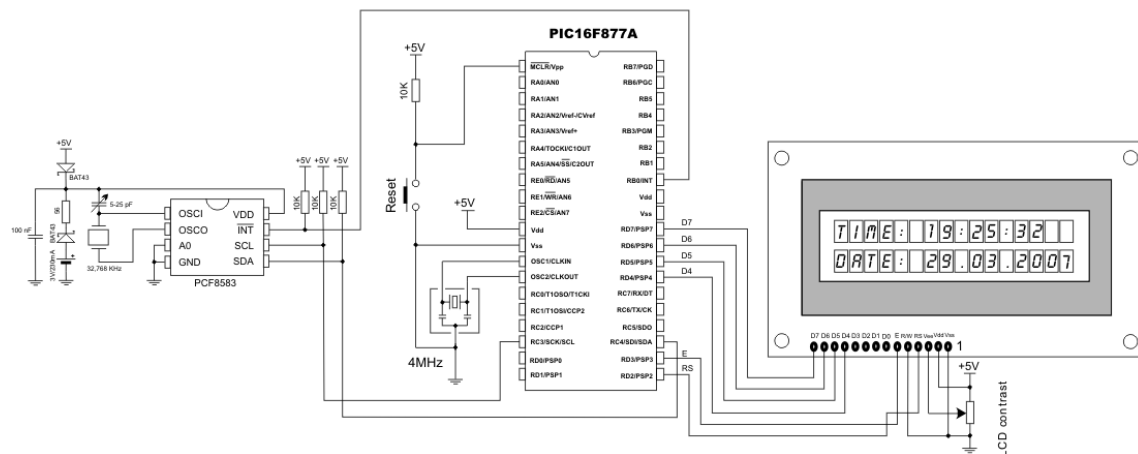 PIC16F877A
+5V
10K
Reset
+5V
4MHz
MCLR/Vpp
RA0/AN0
RA1/AN1
RA2/AN2/Vref-/CVref
RA3/AN3/Vref+
RA4/TOCKI/C1OUT
RA5/AN4/SS/C2OUT
RE0/RD/AN5
RE1/WR/AN6
RE2/CS/AN7
Vdd
Vss
OSC1/CLKIN
OSC2/CLKOUT
RC0/T1OSO/T1CKI
RC1/T1OSI/CCP2
RC2/CCP1
RC3/SCK/SCL
RD0/PSP0
RD1/PSP1
RB7/PGD
RB6/PGC
RB5
RB4
RB3/PGM
RB2
RB1
RB0/INT
Vdd
Vss
RD7/PSP7
RD6/PSP6
RD5/PSP5
RD4/PSP4
RC7/RX/DT
RC6/TX/CK
RC5/SDO
RC4/SDI/SDA
RD3/PSP3
RD2/PSP2
D7
D6
D5
D4
E
RS
+5V
BAT43
5-25 pF
100 nF
56
BAT43
3V/230mA
+
32,768 KHz
OSCI VDD
OSCO INT
A0 SCL
GND SDA
PCF8583
+5V +5V +5V
10K 10K 10K
TIME: 19:25:32
DATE: 29.03.2007
D7 D6 D5 D4 D3 D2 D1 D0 E R/W RS Vee Vdd Vss 1
+5V
LCD contrast